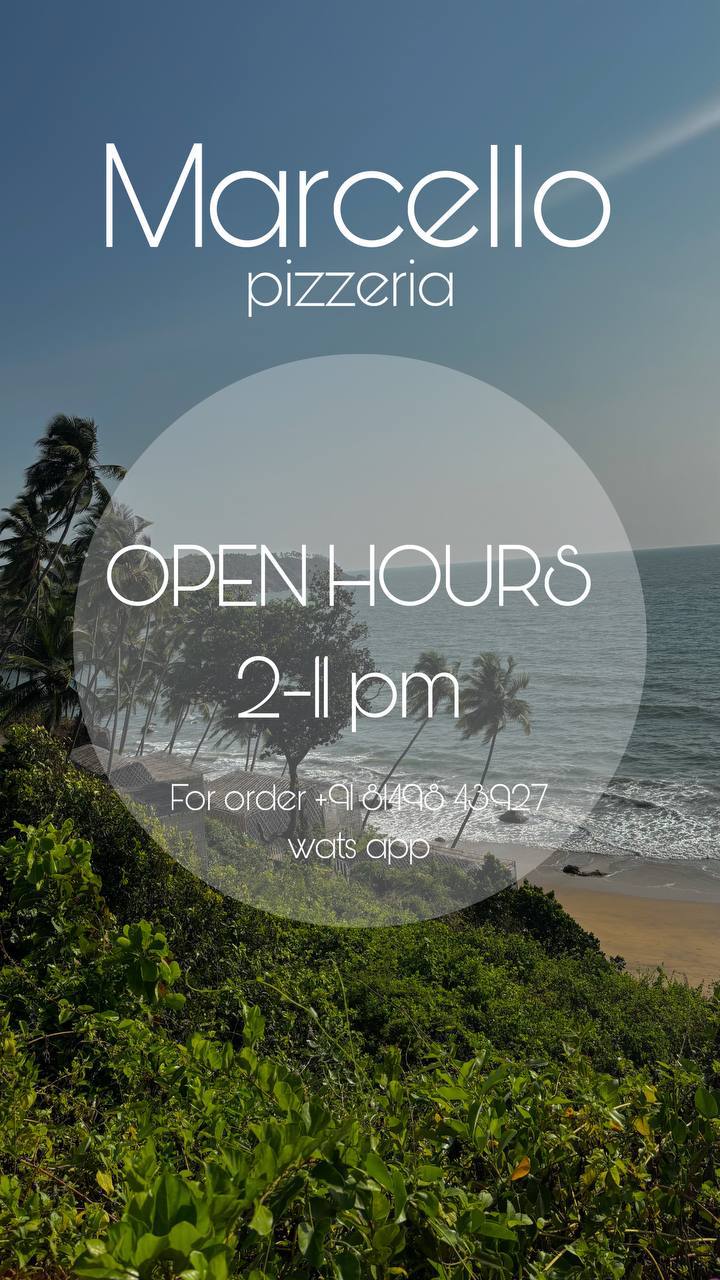 Marcello
pizzeria
OPEN HOURS
2-11 pm
For order +91 81498 43927
wats app